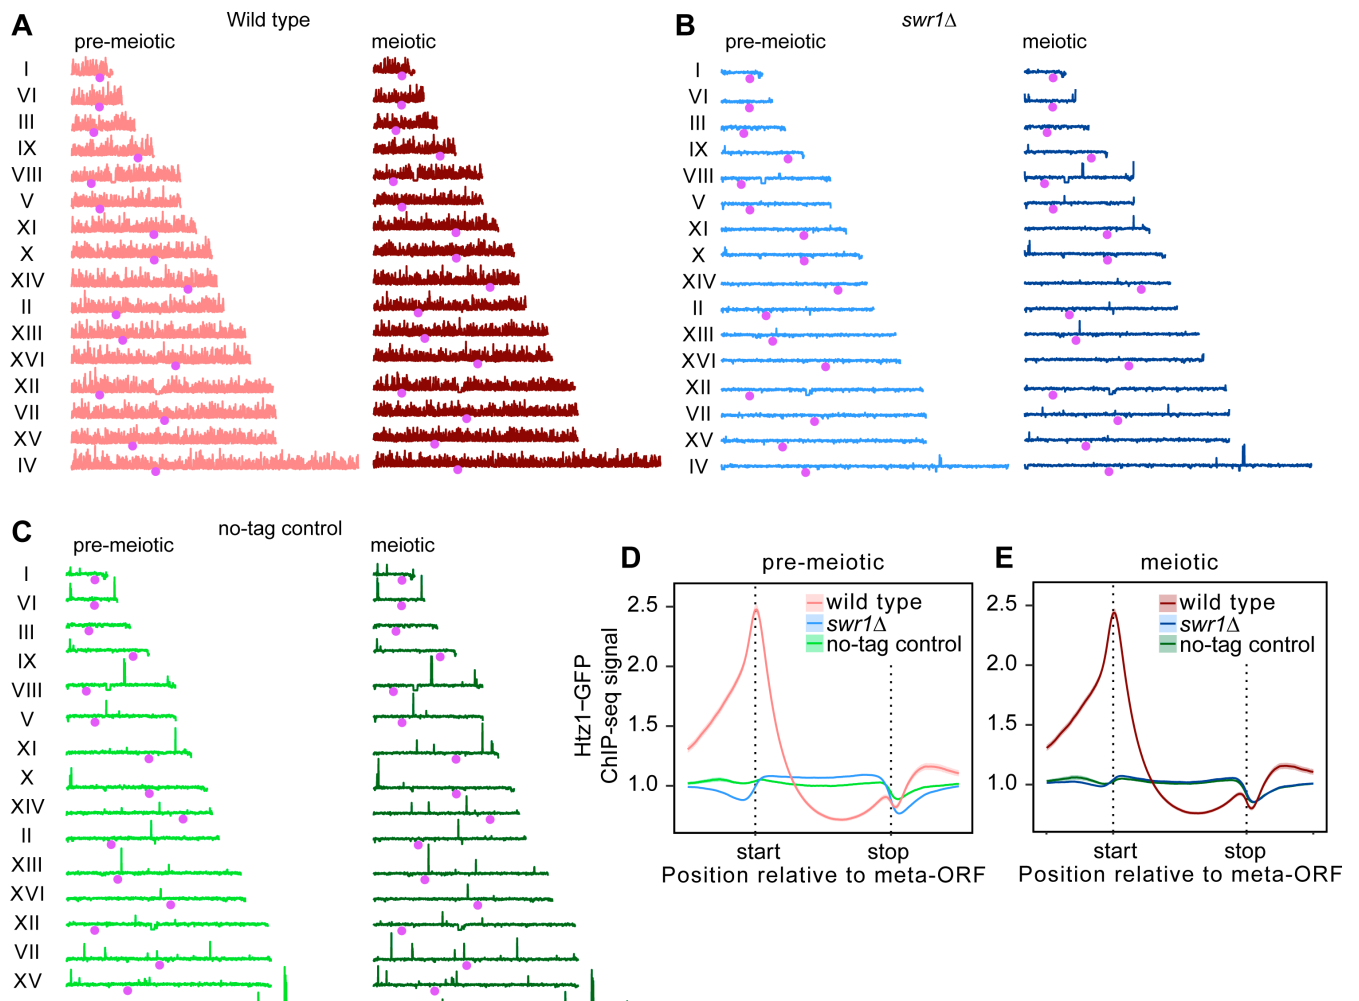 A
Wild type
pre-meiotic
meiotic
I
VI
III
IX
VIII
V
XI
X
XIV
II
XIII
XVI
XII
VII
XV
IV
B
swr1Δ
pre-meiotic
meiotic
I
VI
III
IX
VIII
V
XI
X
XIV
II
XIII
XVI
XII
VII
XV
IV
C
no-tag control
pre-meiotic
meiotic
I
VI
III
IX
VIII
V
XI
X
XIV
II
XIII
XVI
XII
VII
XV
D
pre-meiotic
Htz1–GFP
ChIP-seq signal
2.5
2.0
1.5
1.0
wild type
swr1Δ
no-tag control
start
stop
Position relative to meta-ORF
E
meiotic
2.5
2.0
1.5
1.0
wild type
swr1Δ
no-tag control
start
stop
Position relative to meta-ORF